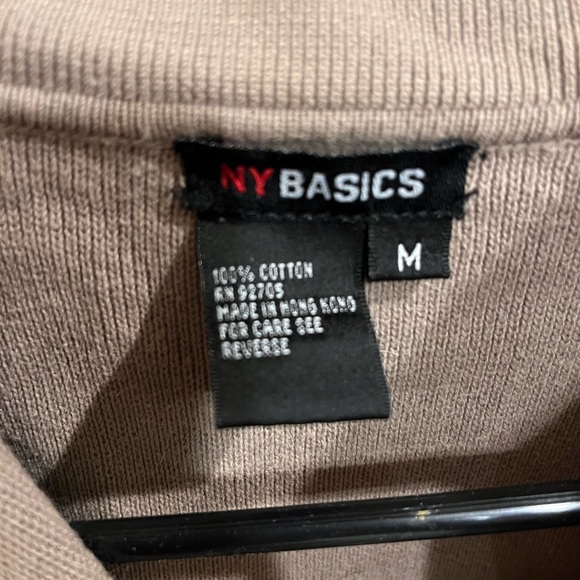 NY BASICS
M
100% COTTON
RN 92705
MADE IN HONG KONG
FOR CARE SEE
REVERSE